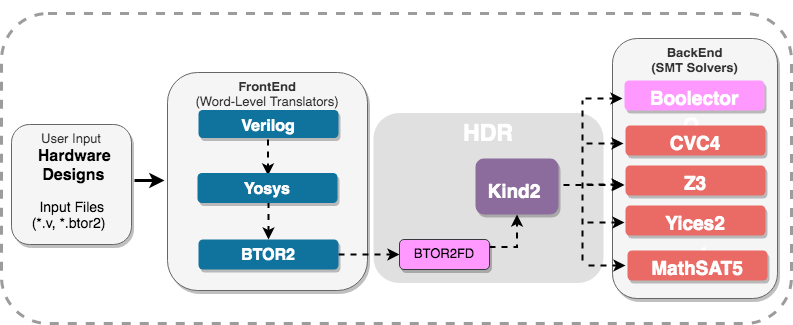 User Input
Hardware
Designs
Input Files
(*.v, *.btor2)
FrontEnd
(Word-Level Translators)
Verilog
Yosys
BTOR2
HDR
BTOR2FD
Kind2
BackEnd
(SMT Solvers)
Boolector
CVC4
Z3
Yices2
MathSAT5